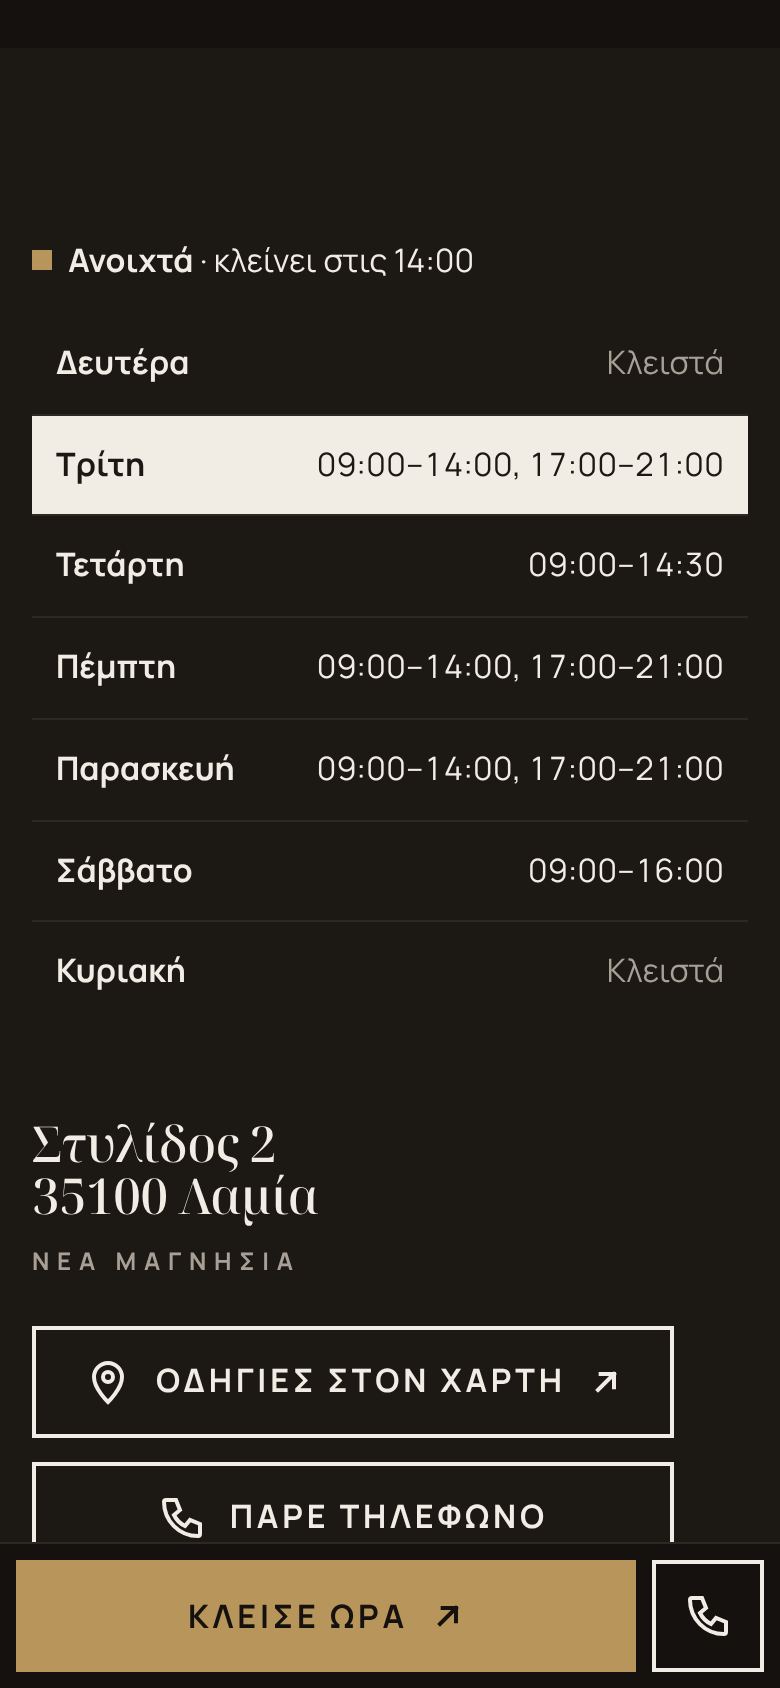 Ανοιχτά · κλείνει στις 14:00
Δευτέρα Κλειστά
Τρίτη 09:00–14:00, 17:00–21:00
Τετάρτη 09:00–14:30
Πέμπτη 09:00–14:00, 17:00–21:00
Παρασκευή 09:00–14:00, 17:00–21:00
Σάββατο 09:00–16:00
Κυριακή Κλειστά
Στυλίδος 2
35100 Λαμία
ΝΕΑ ΜΑΓΝΗΣΙΑ
ΟΔΗΓΙΕΣ ΣΤΟΝ ΧΑΡΤΗ
ΠΑΡΕ ΤΗΛΕΦΩΝΟ
ΚΛΕΙΣΕ ΩΡΑ